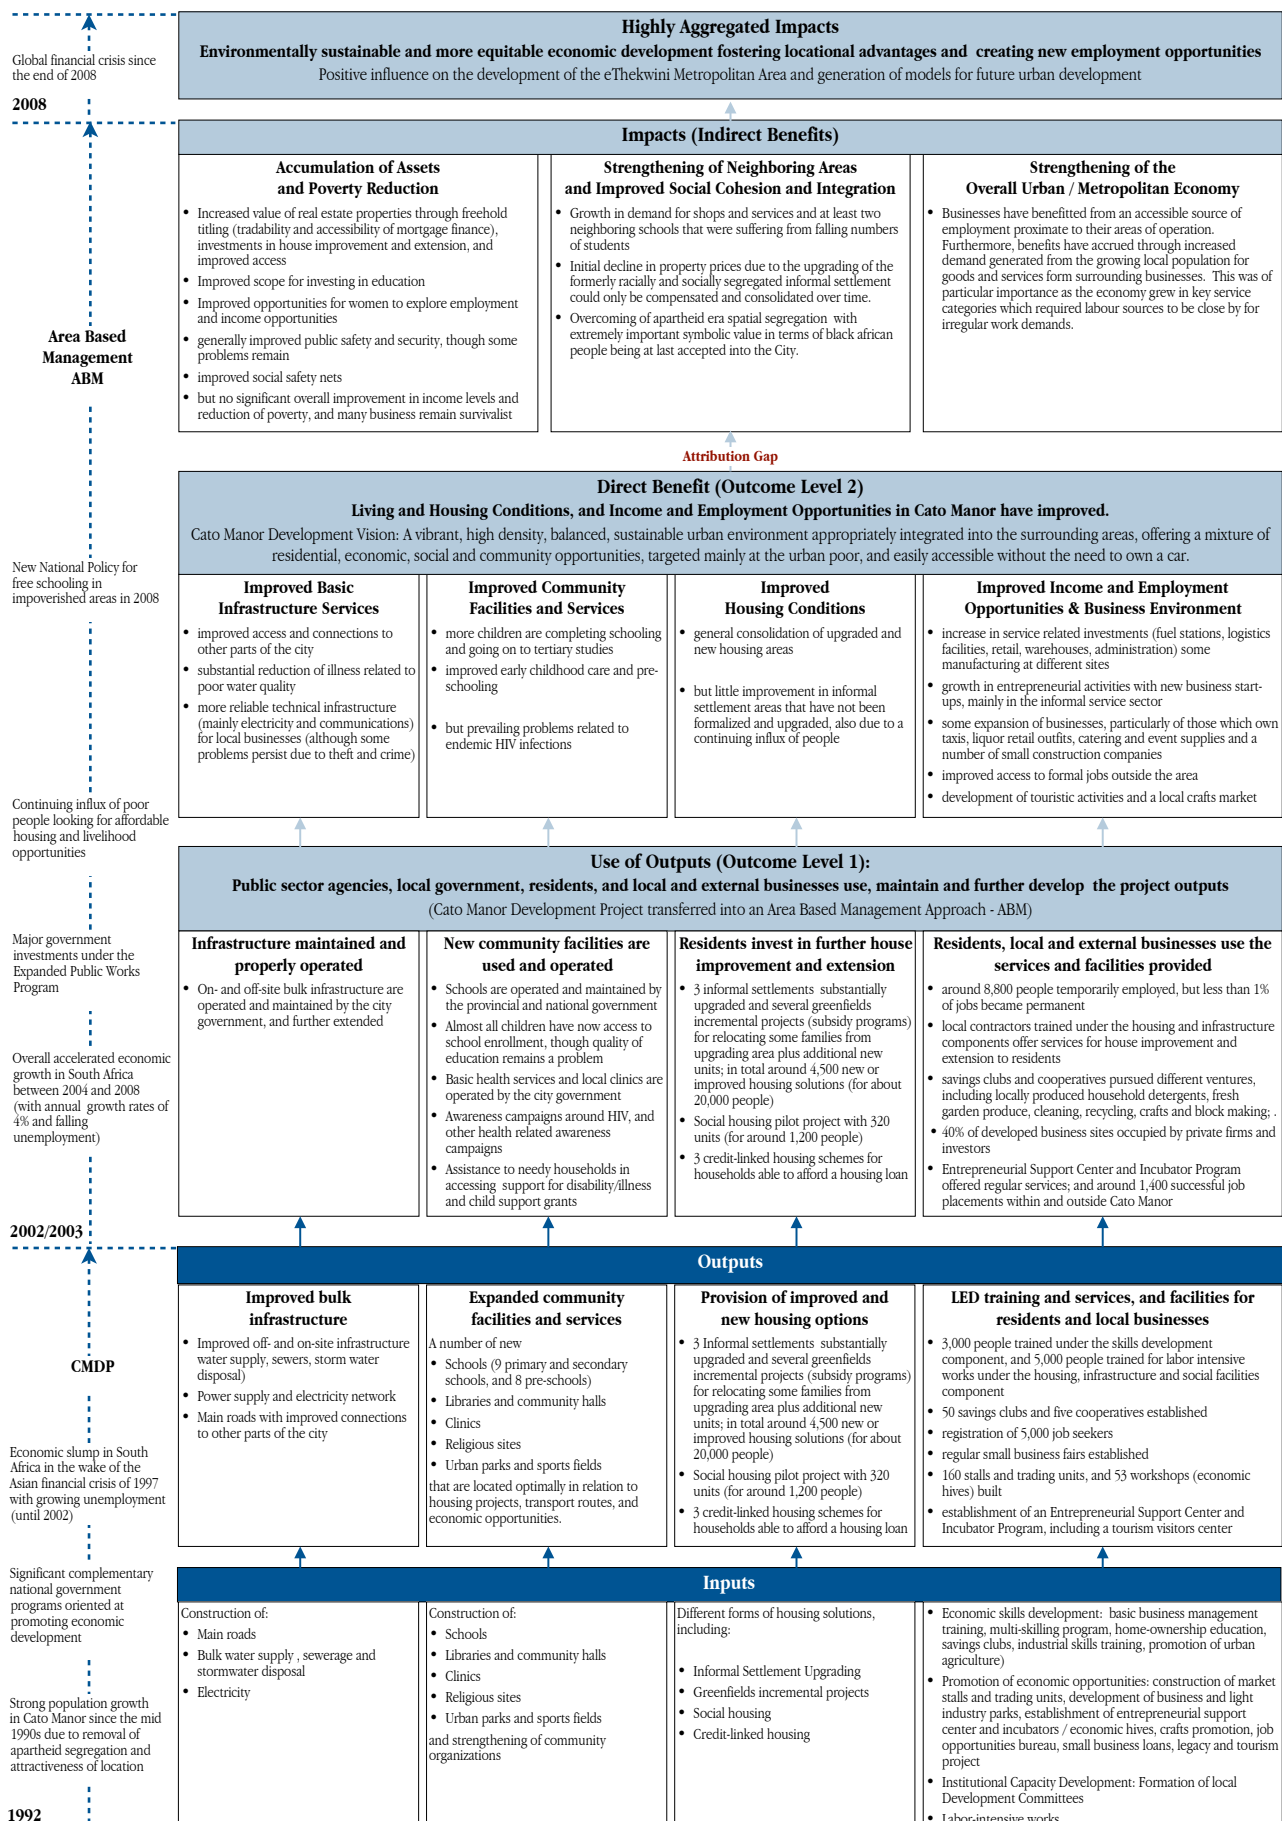 Highly Aggregated Impacts
Environmentally sustainable and more equitable economic development fostering locational advantages and creating new employment opportunities
Positive influence on the development of the eThekwini Metropolitan Area and generation of models for future urban development
Global financial crisis since
the end of 2008
2008
Impacts (Indirect Benefits)
Accumulation of Assets
and Poverty Reduction
• Increased value of real estate properties through freehold
titling (tradability and accessibility of mortgage finance),
investments in house improvement and extension, and
improved access
• Improved scope for investing in education
• Improved opportunities for women to explore employment
and income opportunities
• generally improved public safety and security, though some
problems remain
• improved social safety nets
• but no significant overall improvement in income levels and
reduction of poverty, and many business remain survivalist
Strengthening of Neighboring Areas
and Improved Social Cohesion and Integration
• Growth in demand for shops and services and at least two
neighboring schools that were suffering from falling numbers
of students
• Initial decline in property prices due to the upgrading of the
formerly racially and socially segregated informal settlement
could only be compensated and consolidated over time.
• Overcoming of apartheid era spatial segregation with
extremely important symbolic value in terms of black african
people being at last accepted into the City.
Strengthening of the
Overall Urban / Metropolitan Economy
• Businesses have benefitted from an accessible source of
employment proximate to their areas of operation.
Furthermore, benefits have accrued through increased
demand generated from the growing local population for
goods and services form surrounding businesses. This was of
particular importance as the economy grew in key service
categories which required labour sources to be close by for
irregular work demands.
Area Based
Management
ABM
Attribution Gap
Direct Benefit (Outcome Level 2)
Living and Housing Conditions, and Income and Employment Opportunities in Cato Manor have improved.
Cato Manor Development Vision: A vibrant, high density, balanced, sustainable urban environment appropriately integrated into the surrounding areas, offering a mixture of
residential, economic, social and community opportunities, targeted mainly at the urban poor, and easily accessible without the need to own a car.
New National Policy for
free schooling in
impoverished areas in 2008
Improved Basic
Infrastructure Services
• improved access and connections to
other parts of the city
• substantial reduction of illness related to
poor water quality
• more reliable technical infrastructure
(mainly electricity and communications)
for local businesses (although some
problems persist due to theft and crime)
Improved Community
Facilities and Services
• more children are completing schooling
and going on to tertiary studies
• improved early childhood care and pre-
schooling
• but prevailing problems related to
endemic HIV infections
Improved
Housing Conditions
• general consolidation of upgraded and
new housing areas
• but little improvement in informal
settlement areas that have not been
formalized and upgraded, also due to a
continuing influx of people
Improved Income and Employment
Opportunities & Business Environment
• increase in service related investments (fuel stations, logistics
facilities, retail, warehouses, administration) some
manufacturing at different sites
• growth in entrepreneurial activities with new business start-
ups, mainly in the informal service sector
• some expansion of businesses, particularly of those which own
taxis, liquor retail outfits, catering and event supplies and a
number of small construction companies
• improved access to formal jobs outside the area
• development of touristic activities and a local crafts market
Continuing influx of poor
people looking for affordable
housing and livelihood
opportunities
Use of Outputs (Outcome Level 1):
Public sector agencies, local government, residents, and local and external businesses use, maintain and further develop the project outputs
(Cato Manor Development Project transferred into an Area Based Management Approach - ABM)
Major government
investments under the
Expanded Public Works
Program
Overall accelerated economic
growth in South Africa
between 2004 and 2008
(with annual growth rates of
4% and falling
unemployment)
Infrastructure maintained and
properly operated
• On- and off-site bulk infrastructure are
operated and maintained by the city
government, and further extended
New community facilities are
used and operated
• Schools are operated and maintained by
the provincial and national government
• Almost all children have now access to
school enrollment, though quality of
education remains a problem
• Basic health services and local clinics are
operated by the city government
• Awareness campaigns around HIV, and
other health related awareness
campaigns
• Assistance to needy households in
accessing support for disability/illness
and child support grants
Residents invest in further house
improvement and extension
• 3 informal settlements substantially
upgraded and several greenfields
incremental projects (subsidy programs)
for relocating some families from
upgrading area plus additional new
units; in total around 4,500 new or
improved housing solutions (for about
20,000 people)
• Social housing pilot project with 320
units (for around 1,200 people)
• 3 credit-linked housing schemes for
households able to afford a housing loan
Residents, local and external businesses use the
services and facilities provided
• around 8,800 people temporarily employed, but less than 1%
of jobs became permanent
• local contractors trained under the housing and infrastructure
components offer services for house improvement and
extension to residents
• savings clubs and cooperatives pursued different ventures,
including locally produced household detergents, fresh
garden produce, cleaning, recycling, crafts and block making; .
• 40% of developed business sites occupied by private firms and
investors
• Entrepreneurial Support Center and Incubator Program
offered regular services; and around 1,400 successful job
placements within and outside Cato Manor
2002/2003
Outputs
Improved bulk
infrastructure
• Improved off- and on-site infrastructure
water supply, sewers, storm water
disposal)
• Power supply and electricity network
• Main roads with improved connections
to other parts of the city
Expanded community
facilities and services
A number of new
• Schools (9 primary and secondary
schools, and 8 pre-schools)
• Libraries and community halls
• Clinics
• Religious sites
• Urban parks and sports fields
that are located optimally in relation to
housing projects, transport routes, and
economic opportunities.
Provision of improved and
new housing options
• 3 Informal settlements substantially
upgraded and several greenfields
incremental projects (subsidy programs)
for relocating some families from
upgrading area plus additional new
units; in total around 4,500 new or
improved housing solutions (for about
20,000 people)
• Social housing pilot project with 320
units (for around 1,200 people)
• 3 credit-linked housing schemes for
households able to afford a housing loan
LED training and services, and facilities for
residents and local businesses
• 3,000 people trained under the skills development
component, and 5,000 people trained for labor intensive
works under the housing, infrastructure and social facilities
component
• 50 savings clubs and five cooperatives established
• registration of 5,000 job seekers
• regular small business fairs established
• 160 stalls and trading units, and 53 workshops (economic
hives) built
• establishment of an Entrepreneurial Support Center and
Incubator Program, including a tourism visitors center
CMDP
Economic slump in South
Africa in the wake of the
Asian financial crisis of 1997
with growing unemployment
(until 2002)
Significant complementary
national government
programs oriented at
promoting economic
development
Strong population growth
in Cato Manor since the mid
1990s due to removal of
apartheid segregation and
attractiveness of location
1992
Inputs
Construction of:
• Main roads
• Bulk water supply , sewerage and
stormwater disposal
• Electricity
Construction of:
• Schools
• Libraries and community halls
• Clinics
• Religious sites
• Urban parks and sports fields
and strengthening of community
organizations
Different forms of housing solutions,
including:
• Informal Settlement Upgrading
• Greenfields incremental projects
• Social housing
• Credit-linked housing
• Economic skills development: basic business management
training, multi-skilling program, home-ownership education,
savings clubs, industrial skills training, promotion of urban
agriculture)
• Promotion of economic opportunities: construction of market
stalls and trading units, development of business and light
industry parks, establishment of entrepreneurial support
center and incubators / economic hives, crafts promotion, job
opportunities bureau, small business loans, legacy and tourism
project
• Institutional Capacity Development: Formation of local
Development Committees
• Labor-intensive works